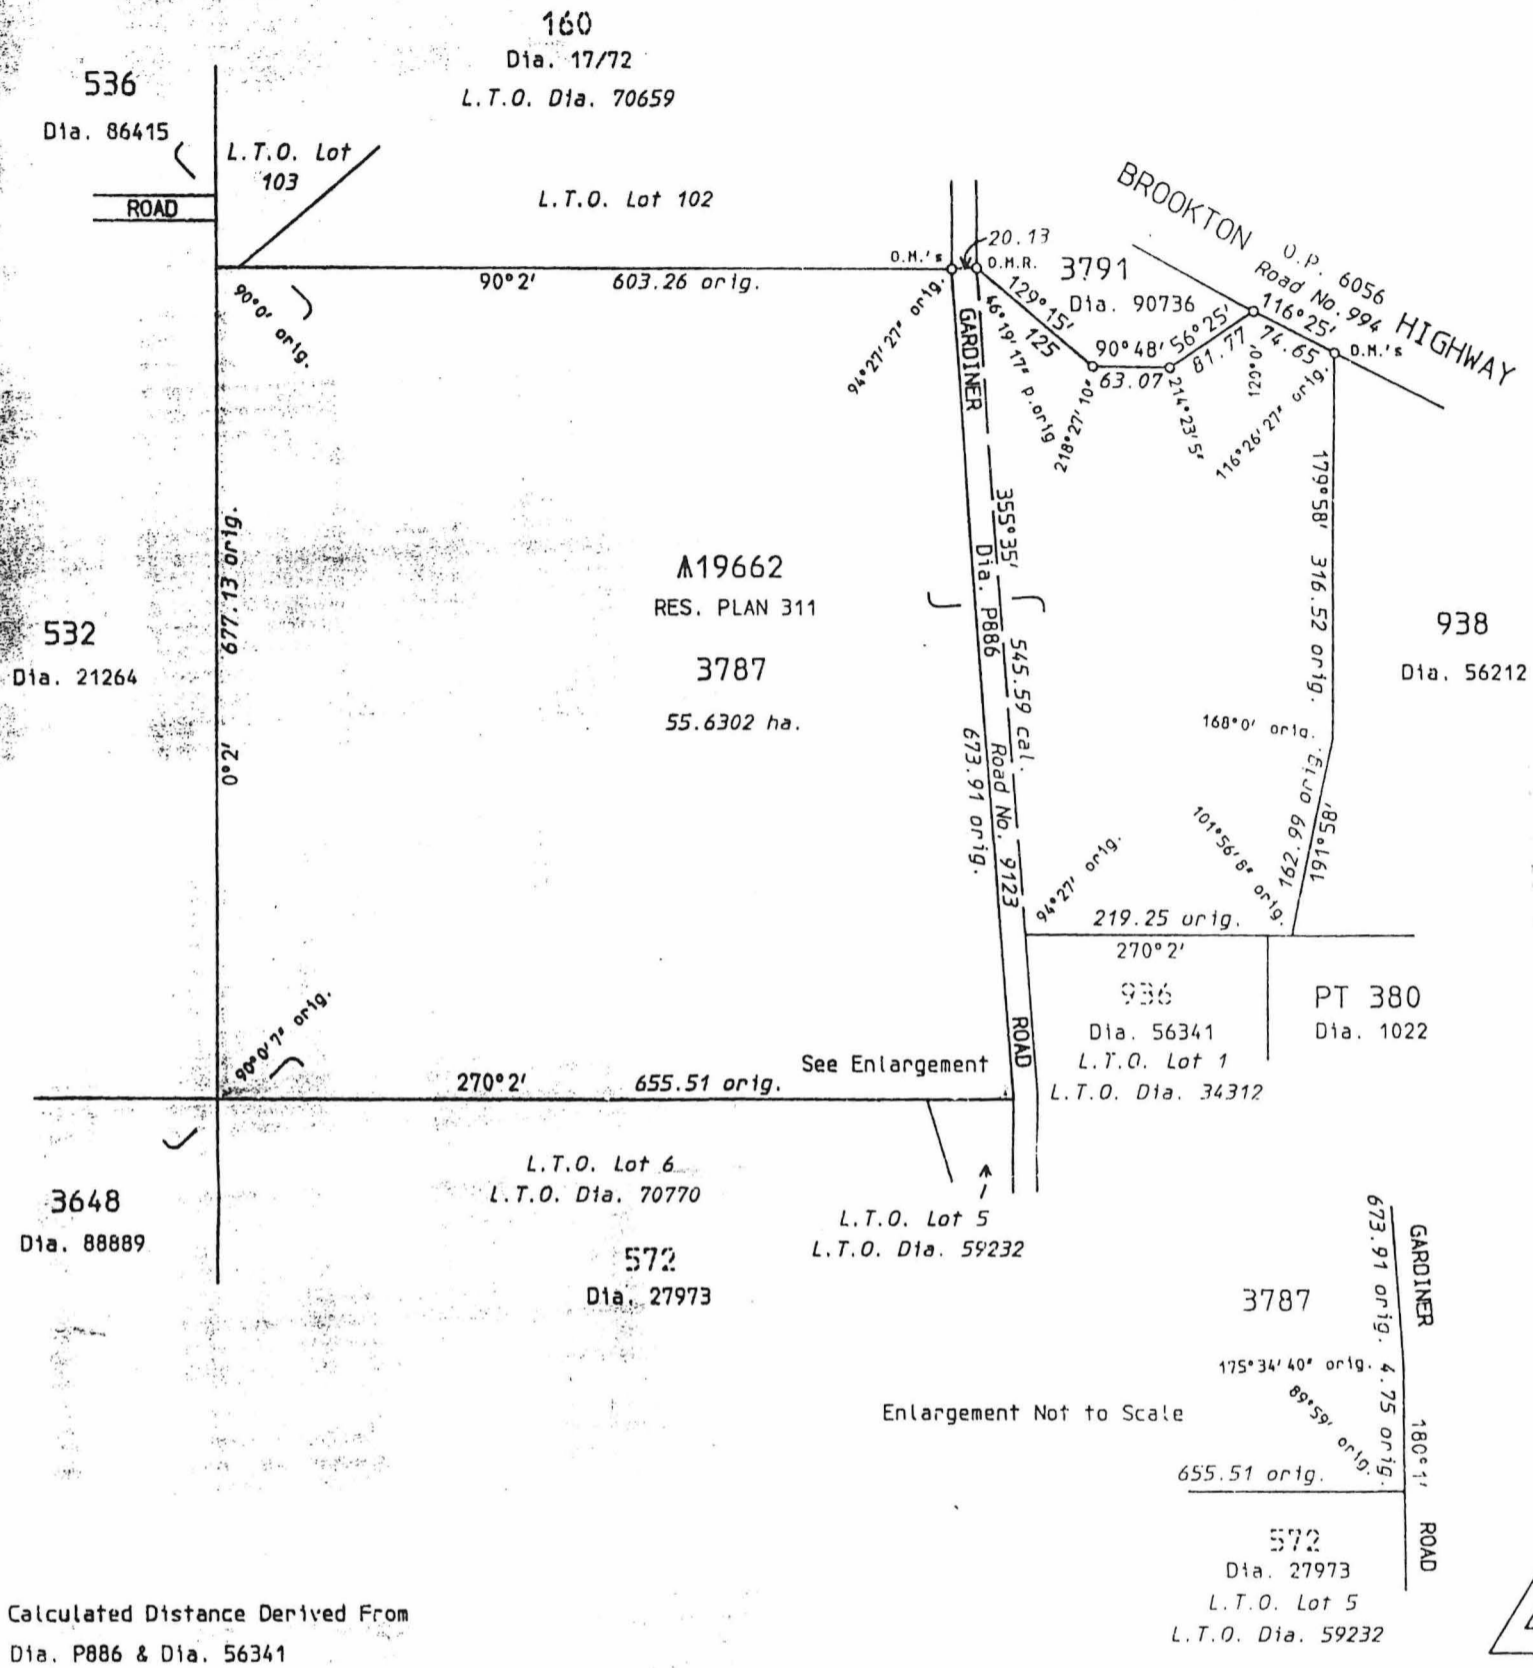 160
Dia. 17/72
L.T.O. Dia. 70659
536
Dia. 86415
L.T.O. Lot
103
ROAD
L.T.O. Lot 102
BROOKTON HIGHWAY
O.P. 6056
Road No. 994
20.13
O.M.'s
D.M.R.
3791
Dia. 90736
90°2' 603.26 orig.
90°0' orig.
94°27'27" orig.
GARDINER
46°19'17" p.orig
129°15'
125
90°48'
63.07
218°27'10"
56°25'
81.77
214°23'5"
116°25'
74.65
129°0'
D.M.'s
116°26'27" orig.
179°58' 316.52 orig.
677.13 orig.
0°2'
532
Dia. 21264
19662
RES. PLAN 311
3787
55.6302 ha.
355°35'
545.59 cal.
Dia. P886
Road No. 9123
673.91 orig.
938
Dia. 56212
168°0' orig.
162.99 orig.
191°58'
101°56'8" orig.
94°27' orig.
219.25 orig.
270°2'
936
Dia. 56341
L.T.O. Lot 1
L.T.O. Dia. 34312
PT 380
Dia. 1022
ROAD
90°0'7" orig.
270°2' 655.51 orig.
See Enlargement
3648
Dia. 88889
L.T.O. Lot 6
L.T.O. Dia. 70770
572
Dia. 27973
L.T.O. Lot 5
L.T.O. Dia. 59232
3787
673.91 orig.
GARDINER
175°34'40" orig.
4.75 orig.
89°59' orig.
180°1'
ROAD
Enlargement Not to Scale
655.51 orig.
572
Dia. 27973
L.T.O. Lot 5
L.T.O. Dia. 59232
Calculated Distance Derived From
Dia. P886 & Dia. 56341